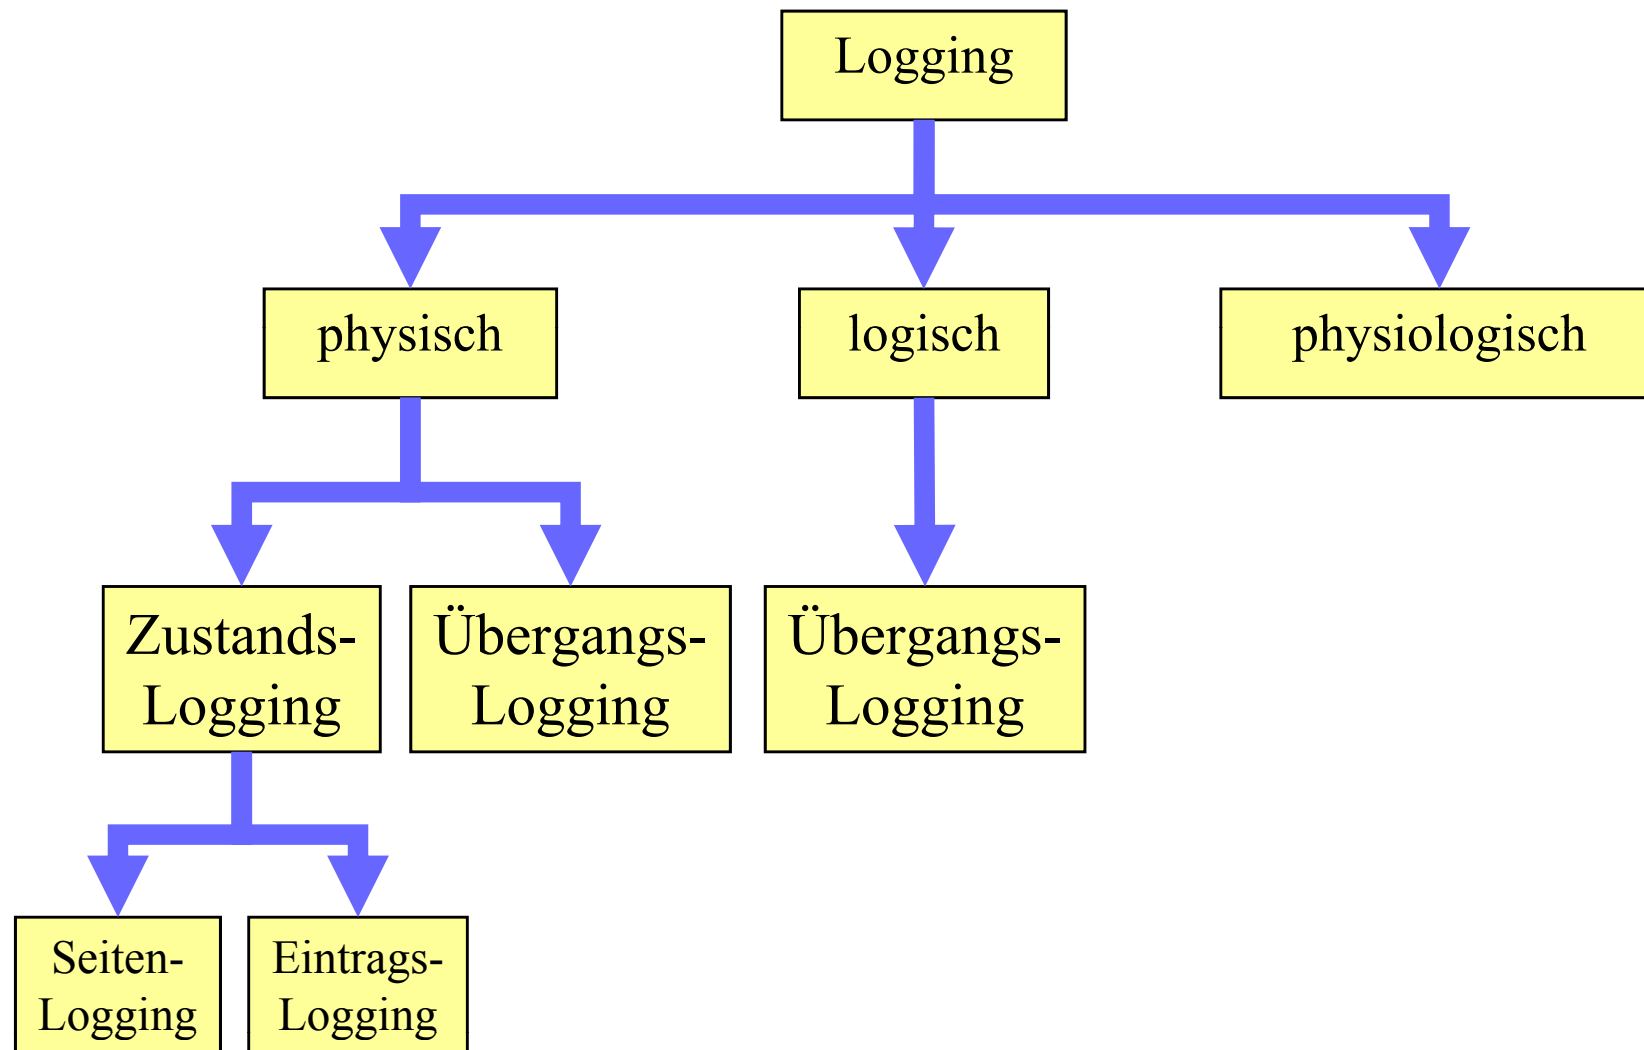 Logging
physisch
logisch
physiologisch
Zustands-
Logging
Übergangs-
Logging
Übergangs-
Logging
Seiten-
Logging
Eintrags-
Logging